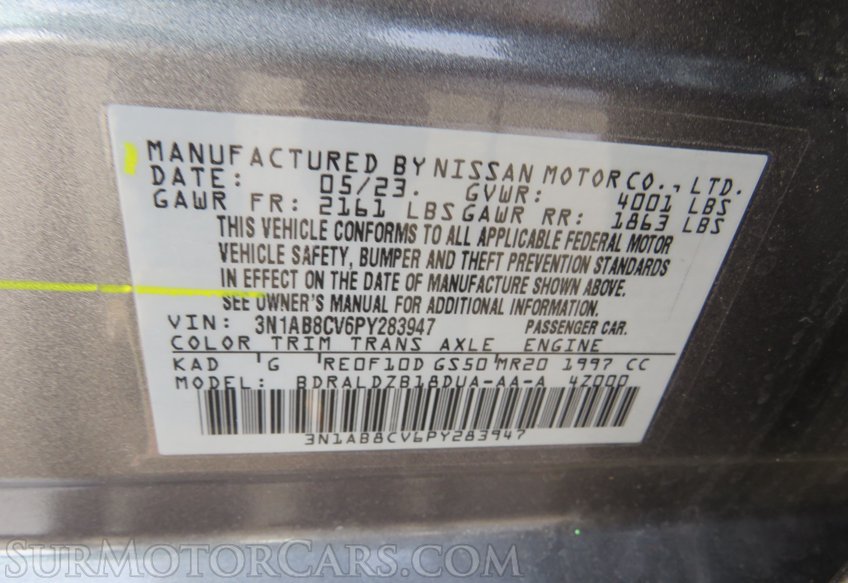 MANUFACTURED BY NISSAN MOTOR CO., LTD.
DATE: 05/23. GVWR: 4001 LBS
GAWR FR: 2161 LBS GAWR RR: 1863 LBS
THIS VEHICLE CONFORMS TO ALL APPLICABLE FEDERAL MOTOR
VEHICLE SAFETY, BUMPER AND THEFT PREVENTION STANDARDS
IN EFFECT ON THE DATE OF MANUFACTURE SHOWN ABOVE.
SEE OWNER'S MANUAL FOR ADDITIONAL INFORMATION.
VIN: 3N1AB8CV6PY283947 PASSENGER CAR.
COLOR TRIM TRANS AXLE ENGINE
KAD G RE0F10D GS50 MR20 1997 CC
MODEL: BDRALDZB18DUA-AA-A 4Z000
3N1AB8CV6PY283947
SURMOTORCARS.COM